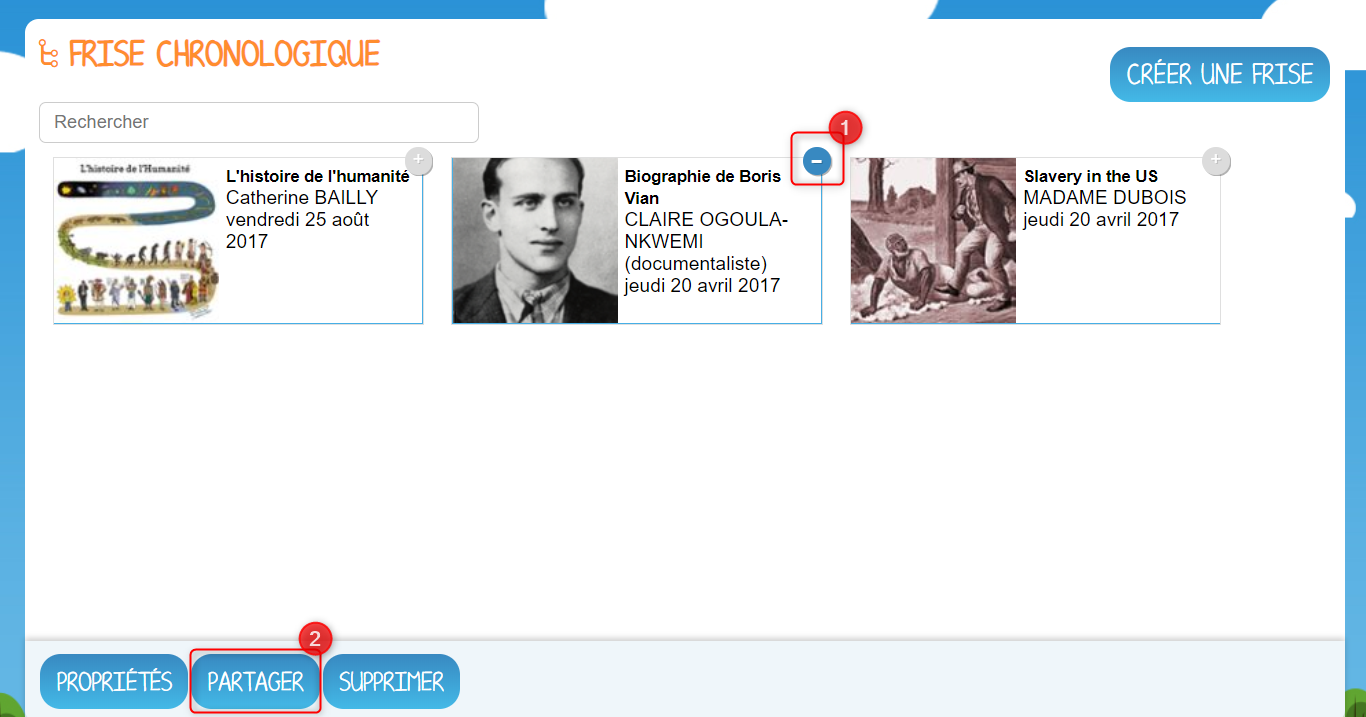 FRISE CHRONOLOGIQUE
CRÉER UNE FRISE
Rechercher
1
L'histoire de l'Humanité
+
L'histoire de l'humanité
Catherine BAILLY
vendredi 25 août
2017
−
Biographie de Boris
Vian
CLAIRE OGOULA-
NKWEMI
(documentaliste)
jeudi 20 avril 2017
+
Slavery in the US
MADAME DUBOIS
jeudi 20 avril 2017
2
PROPRIÉTÉS
PARTAGER
SUPPRIMER